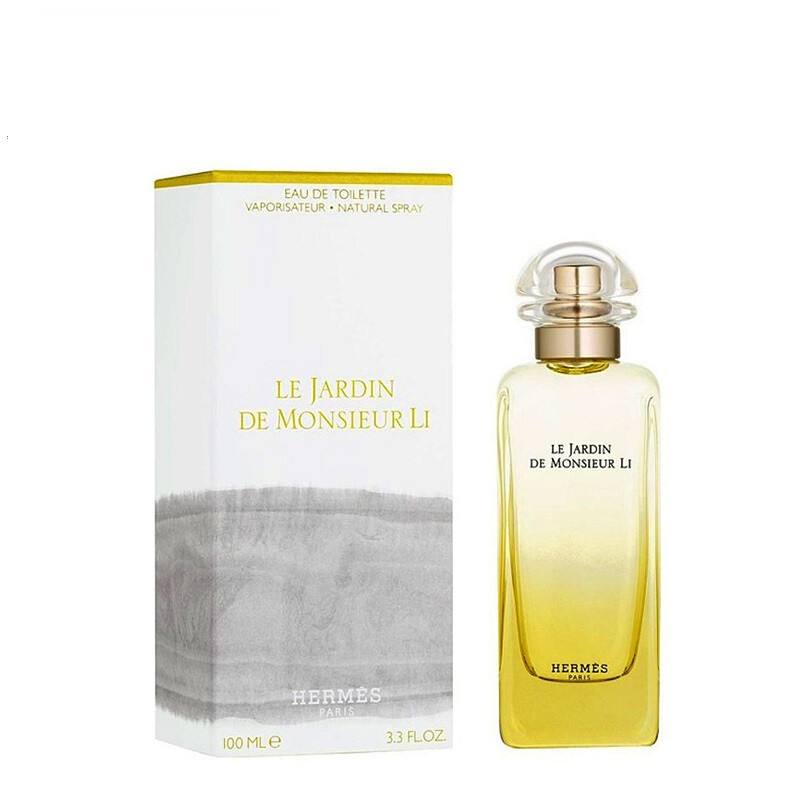 EAU DE TOILETTE
VAPORISATEUR • NATURAL SPRAY
LE JARDIN
DE MONSIEUR LI
HERMÈS
PARIS
100 ML e
3.3 FL.OZ.
LE JARDIN
DE MONSIEUR LI
HERMÈS
PARIS